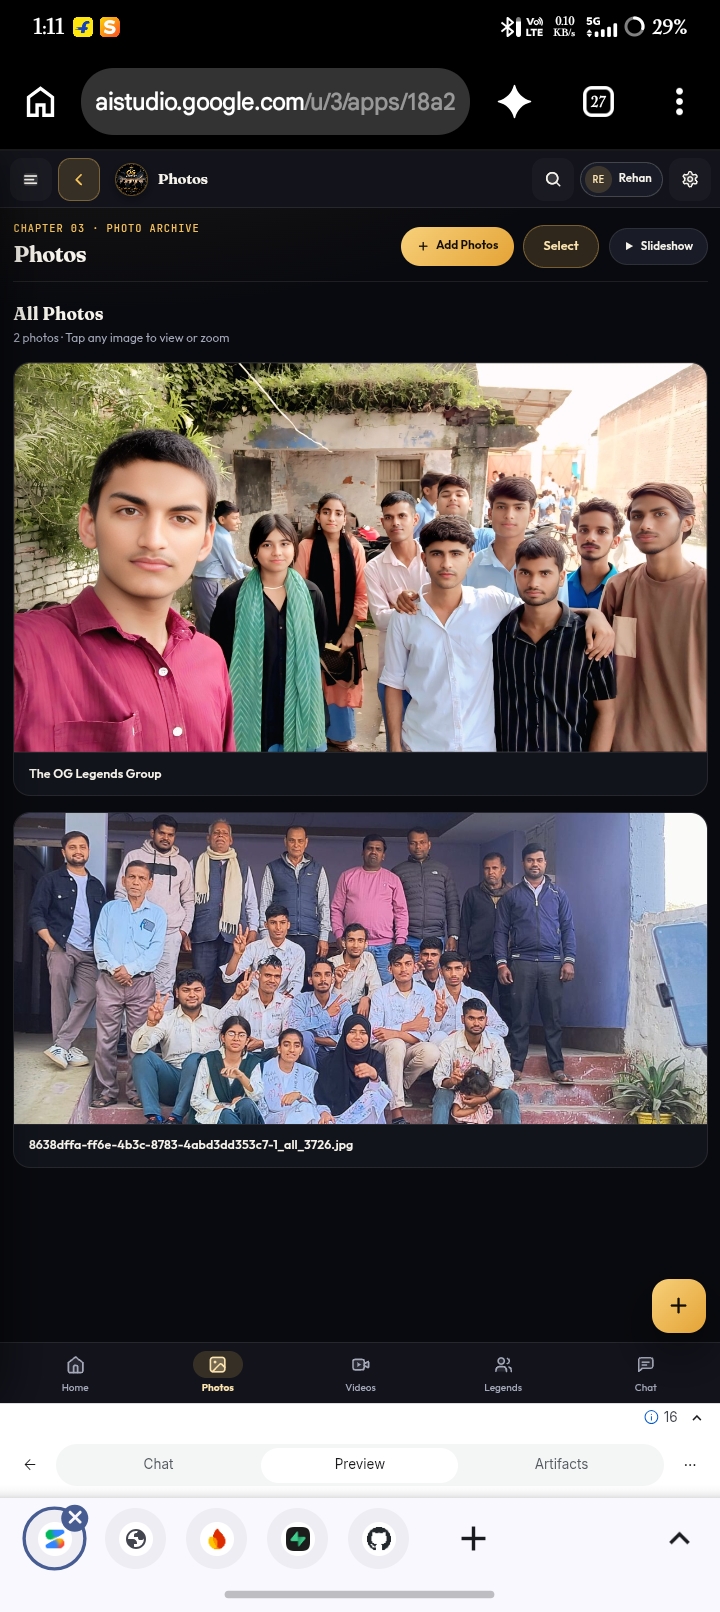 1:11
Vo)
LTE
0.10
KB/s
5G
29%
aistudio.google.com/u/3/apps/18a2
27
Photos
RE
Rehan
CHAPTER 03 · PHOTO ARCHIVE
Photos
+ Add Photos
Select
Slideshow
All Photos
2 photos · Tap any image to view or zoom
The OG Legends Group
8638dffa-ff6e-4b3c-8783-4abd3dd353c7-1_all_3726.jpg
Home
Photos
Videos
Legends
Chat
16
Chat
Preview
Artifacts